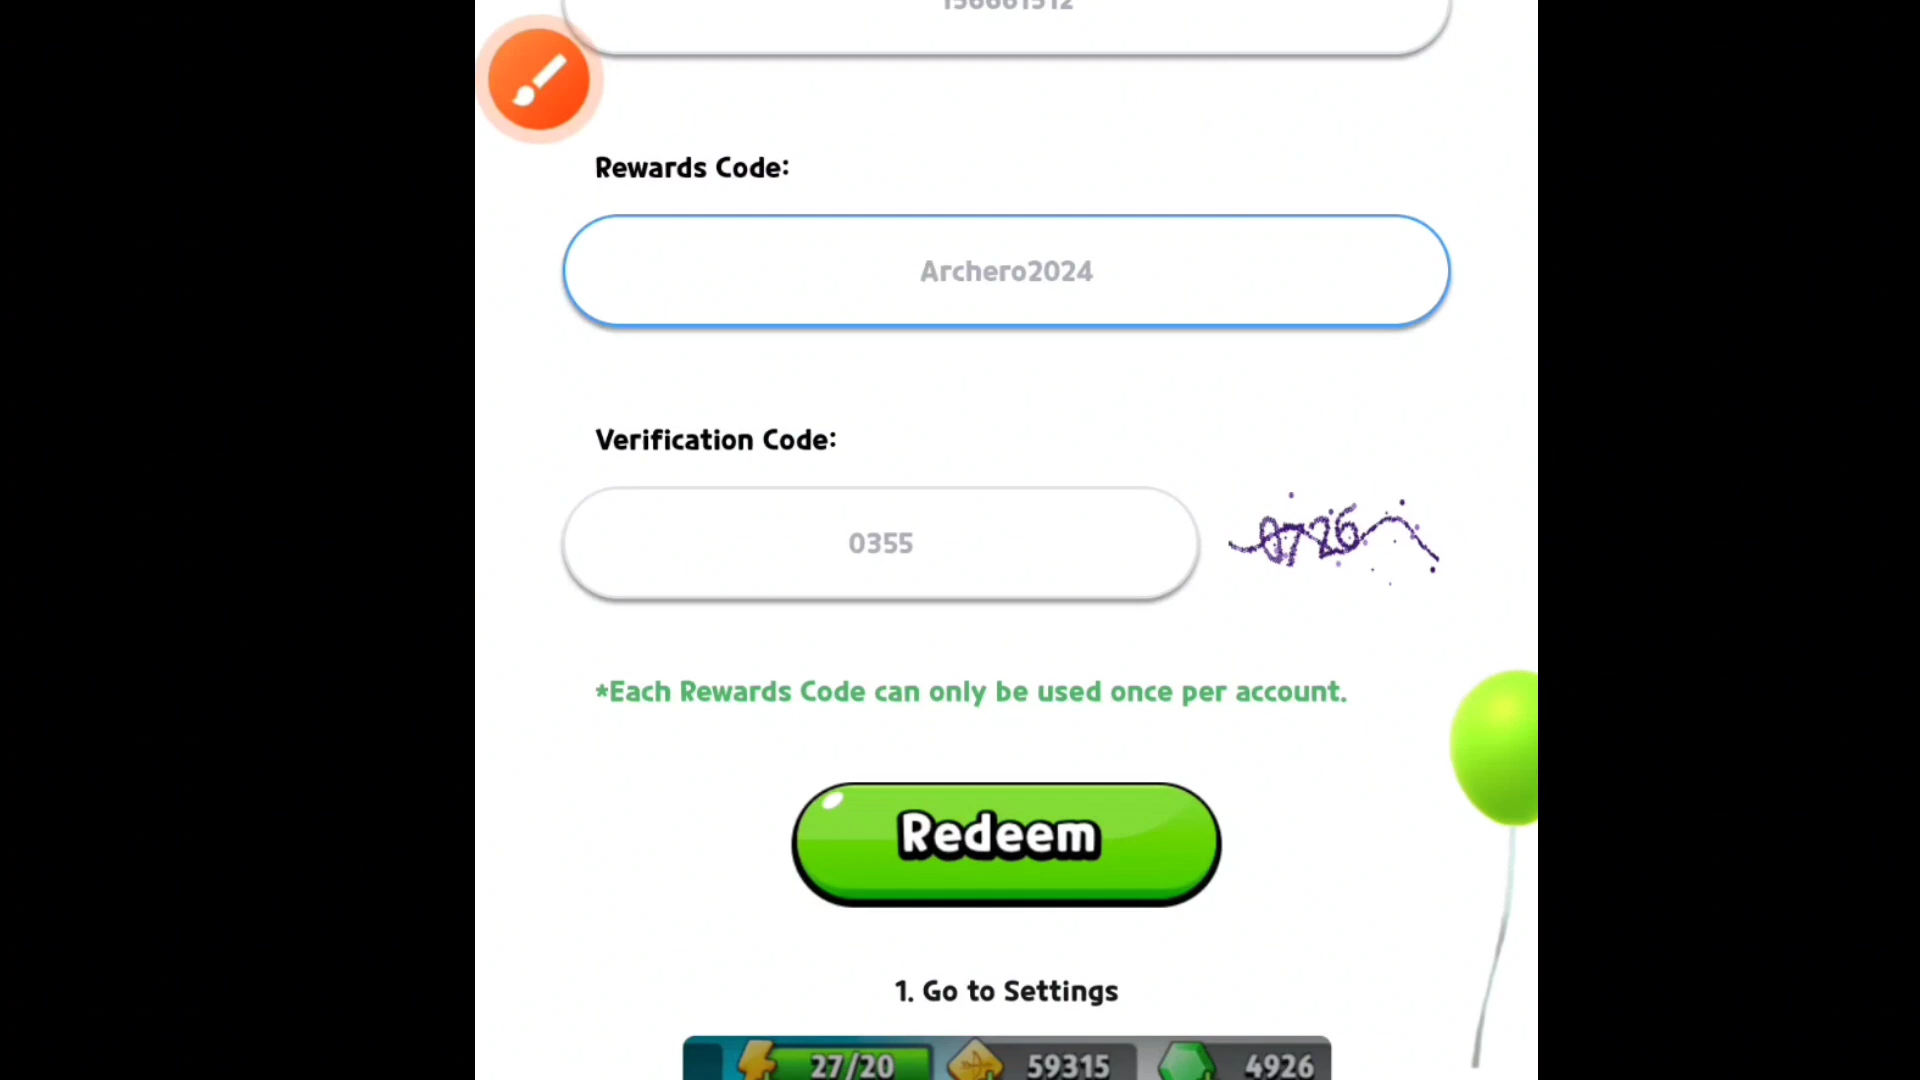 Rewards Code:
Archero2024
Verification Code:
0355
*Each Rewards Code can only be used once per account.
Redeem
1. Go to Settings
27/20
59315
4926